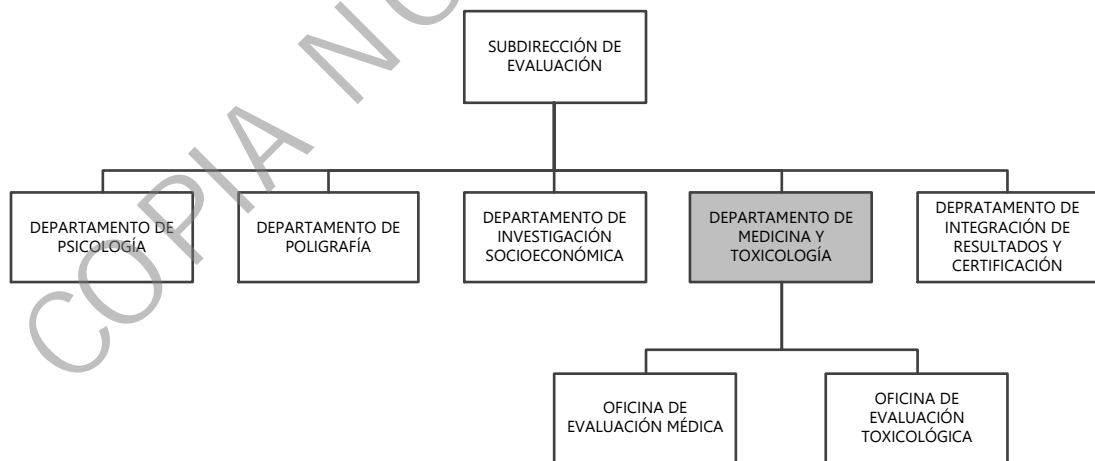 SUBDIRECCIÓN DE
EVALUACIÓN
DEPARTAMENTO DE
PSICOLOGÍA
DEPARTAMENTO DE
POLIGRAFÍA
DEPARTAMENTO DE
INVESTIGACIÓN
SOCIOECONÓMICA
DEPARTAMENTO DE
MEDICINA Y
TOXICOLOGÍA
DEPRATAMENTO DE
INTEGRACIÓN DE
RESULTADOS Y
CERTIFICACIÓN
OFICINA DE
EVALUACIÓN MÉDICA
OFICINA DE
EVALUACIÓN
TOXICOLÓGICA
COPIA NO